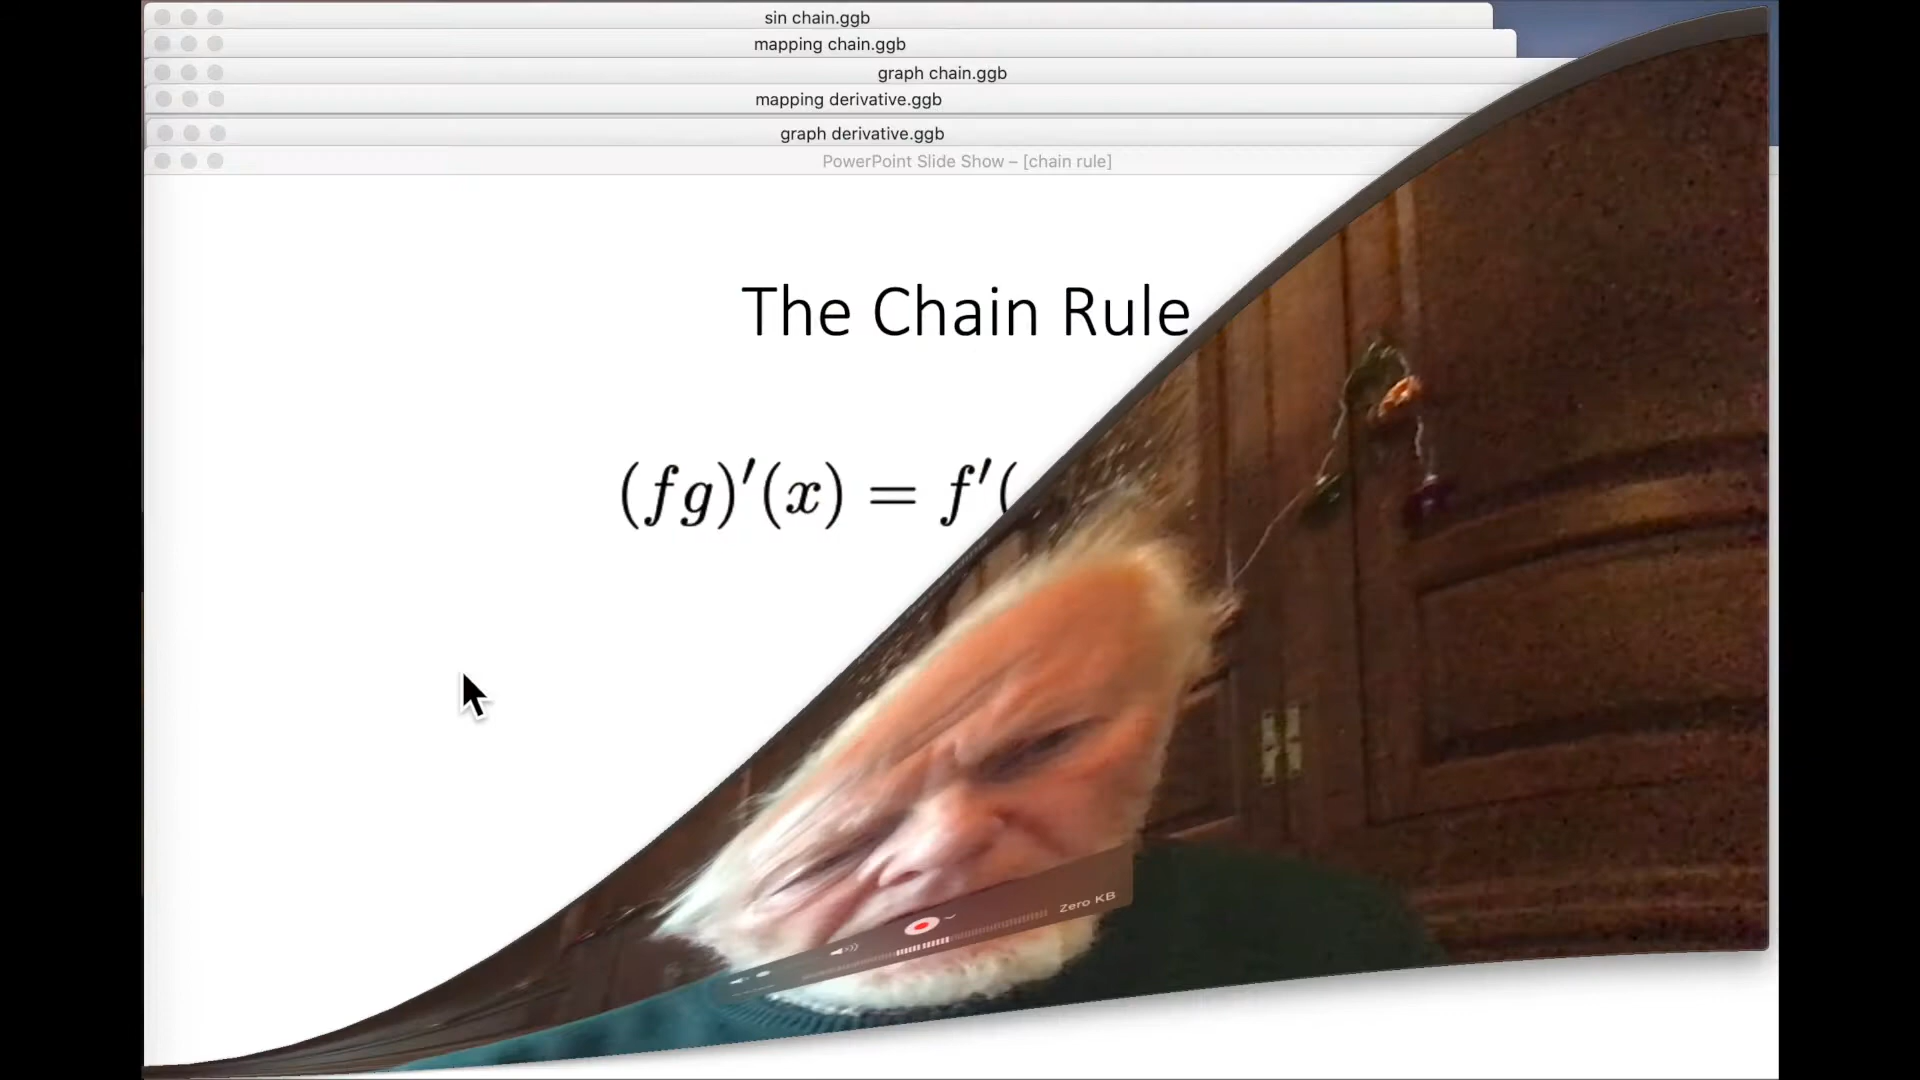 sin chain.ggb
mapping chain.ggb
graph chain.ggb
mapping derivative.ggb
graph derivative.ggb
PowerPoint Slide Show – [chain rule]
The Chain Rule
(fg)′(x) = f′(
Zero KB